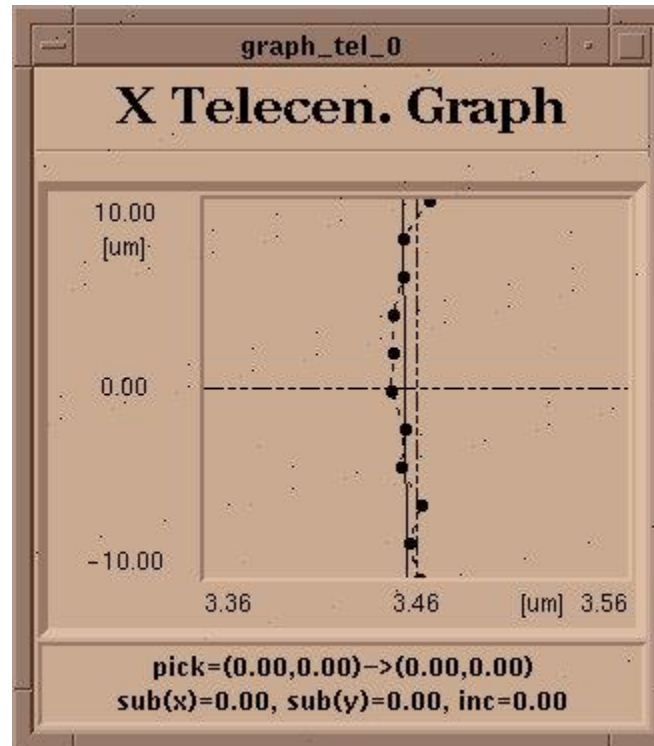 graph_tel_0
X Telecen. Graph
10.00
[um]
0.00
-10.00
3.36 3.46 [um] 3.56
pick=(0.00,0.00)->(0.00,0.00)
sub(x)=0.00, sub(y)=0.00, inc=0.00